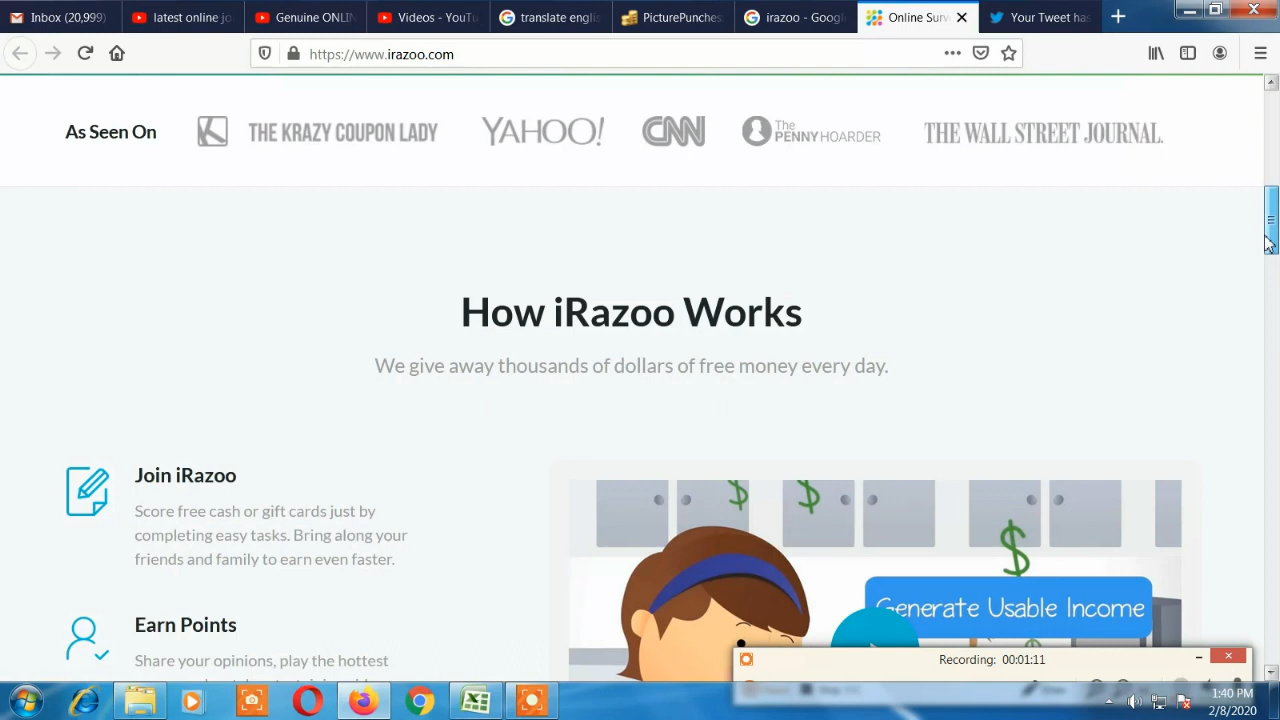 Inbox (20,999)
latest online jo
Genuine ONLIN
Videos - YouTu
translate englis
PicturePunches
irazoo - Google
Online Surv
Your Tweet has
https://www.irazoo.com
As Seen On
THE KRAZY COUPON LADY
YAHOO!
CNN
The PENNY HOARDER
THE WALL STREET JOURNAL.
How iRazoo Works
We give away thousands of dollars of free money every day.
Join iRazoo
Score free cash or gift cards just by
completing easy tasks. Bring along your
friends and family to earn even faster.
Earn Points
Share your opinions, play the hottest
Generate Usable Income
Recording: 00:01:11
1:40 PM
2/8/2020